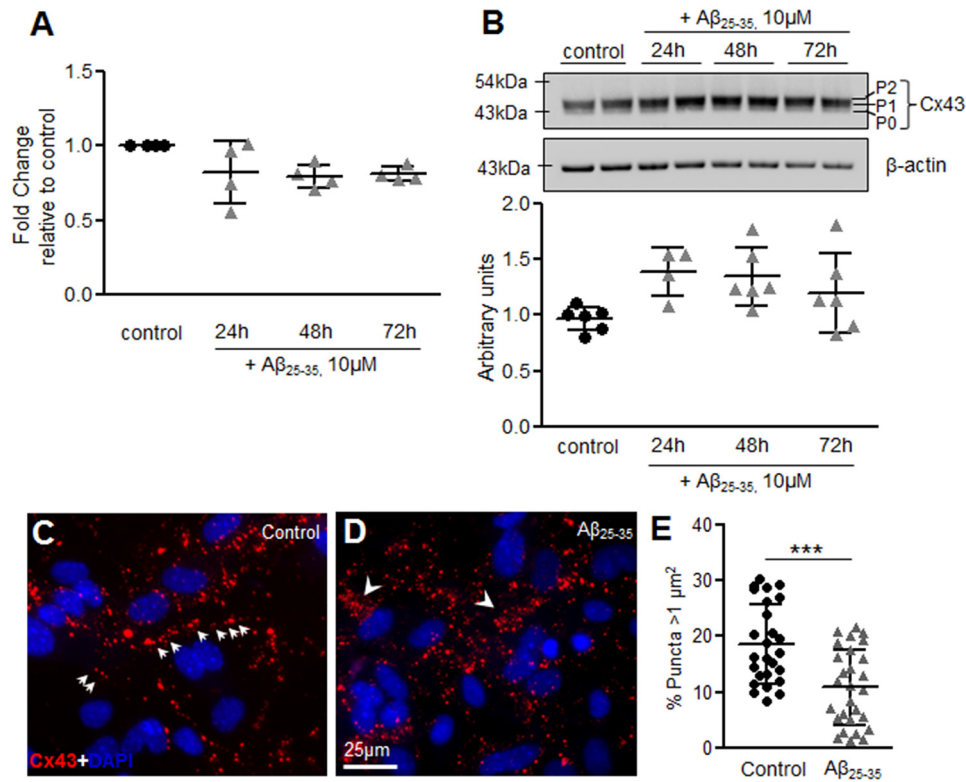 A
Fold Change
relative to control
1.5
1.0
0.5
0.0
control
24h
48h
72h
+ Aβ25-35, 10µM
B
+ Aβ25-35, 10µM
control
24h
48h
72h
54kDa
43kDa
P2
P1
P0
Cx43
43kDa
β-actin
Arbitrary units
2.0
1.5
1.0
0.5
0.0
control
24h
48h
72h
+ Aβ25-35, 10µM
C
Control
Cx43+DAPI
D
Aβ25-35
25µm
E
% Puncta >1 µm²
40
30
20
10
0
***
Control
Aβ25-35